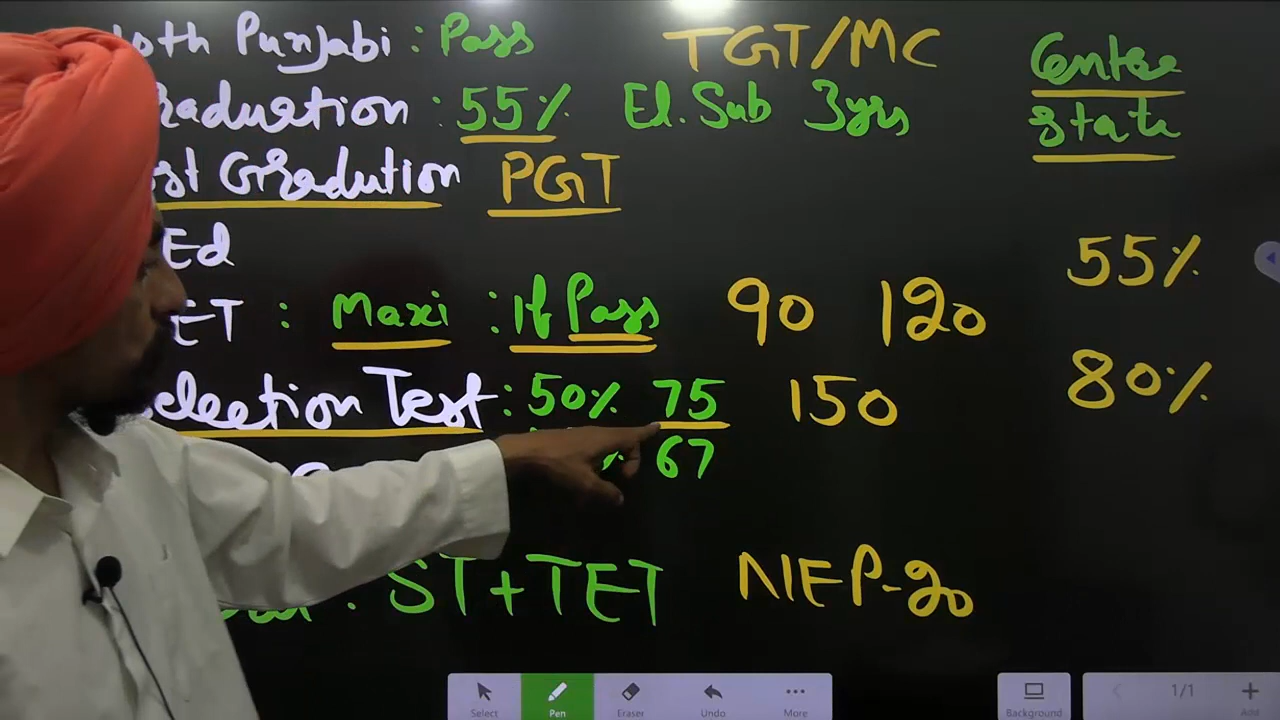 10th Punjabi : Pass TGT/MC Centre
Graduation : 55% El. Sub 3yrs State
Post Gradution PGT
Ed 55%
ET : Maxi : If Pass 90 120
Selection Test : 50% 75 150 80%
67
ST + TET NEP-20
Select Pen Eraser Undo More Background 1/1 Add